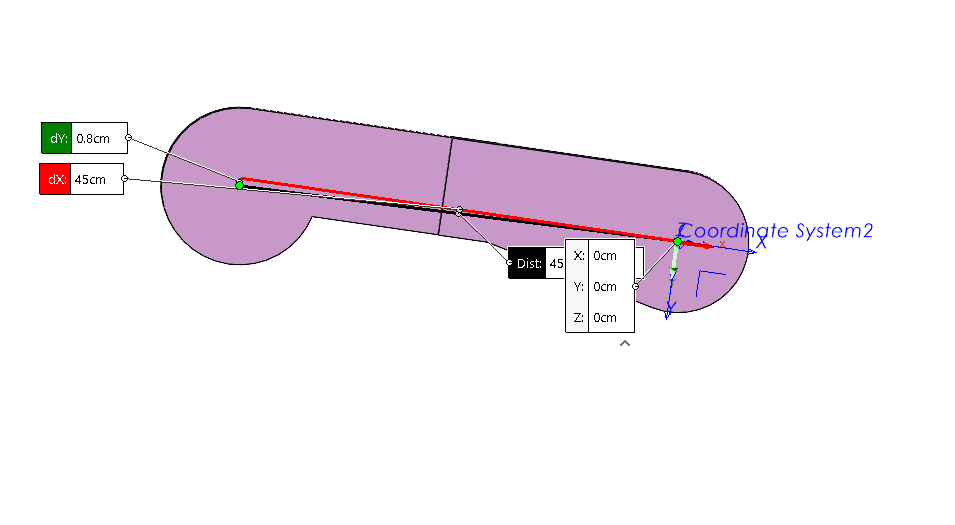 dY: 0.8cm
dX: 45cm
Z
Coordinate System2
x
X
Dist: 45
X: 0cm
Y: 0cm
Z: 0cm
Y